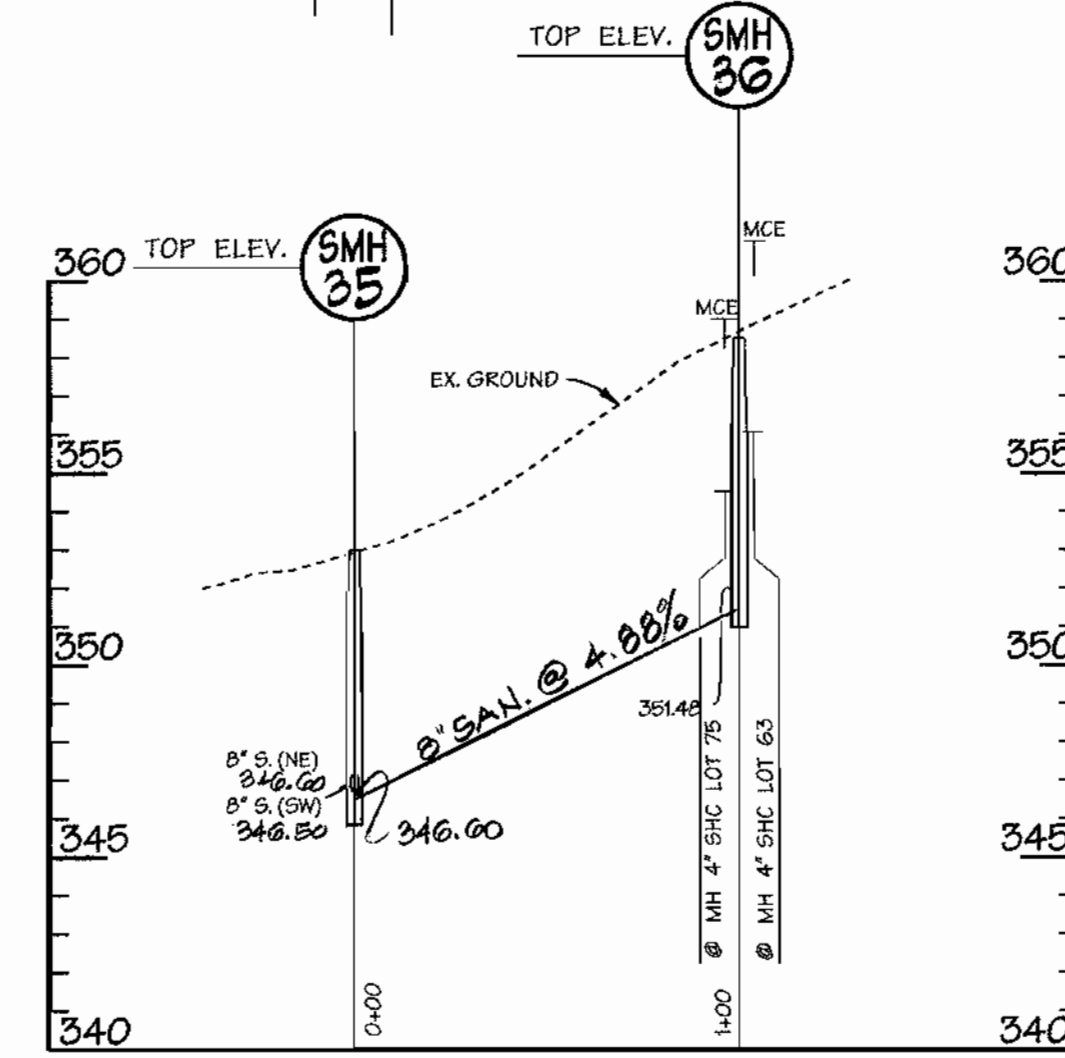 TOP ELEV.
SMH
36
TOP ELEV.
SMH
35
MCE
MCE
EX. GROUND
360
355
350
345
340
360
355
350
345
340
8" SAN. @ 4.88%
351.48
8" S. (NE)
346.60
8" S. (SW)
346.50
346.60
@ MH 4" SHC LOT 75
@ MH 4" SHC LOT 63
0+00
1+00